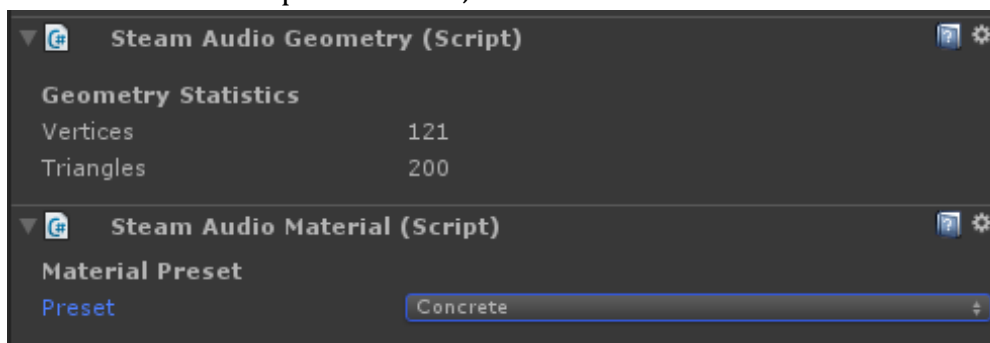 Steam Audio Geometry (Script)
Geometry Statistics
Vertices 121
Triangles 200
Steam Audio Material (Script)
Material Preset
Preset Concrete